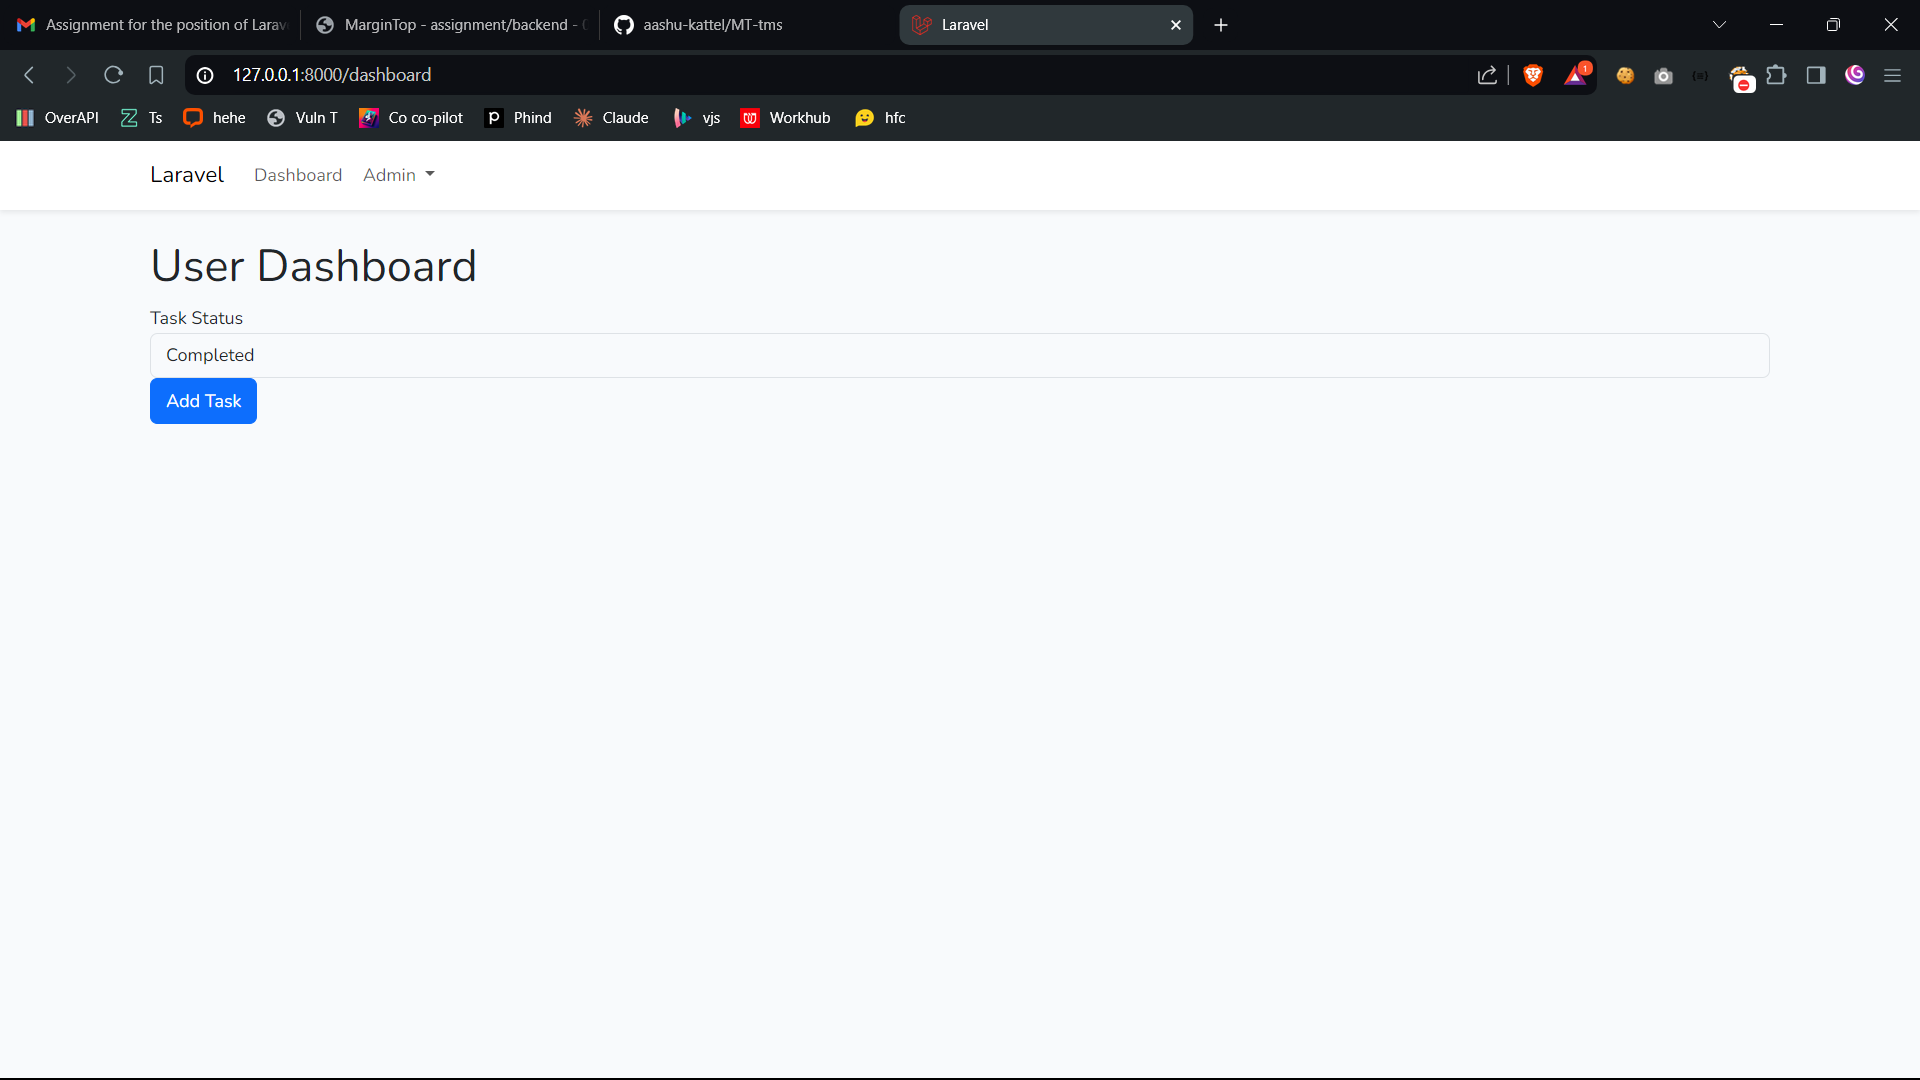 Assignment for the position of Larav
MarginTop - assignment/backend -
aashu-kattel/MT-tms
Laravel
127.0.0.1:8000/dashboard
1
OverAPI
Ts
hehe
Vuln T
Co co-pilot
Phind
Claude
vjs
Workhub
hfc
Laravel
Dashboard
Admin
User Dashboard
Task Status
Completed
Add Task